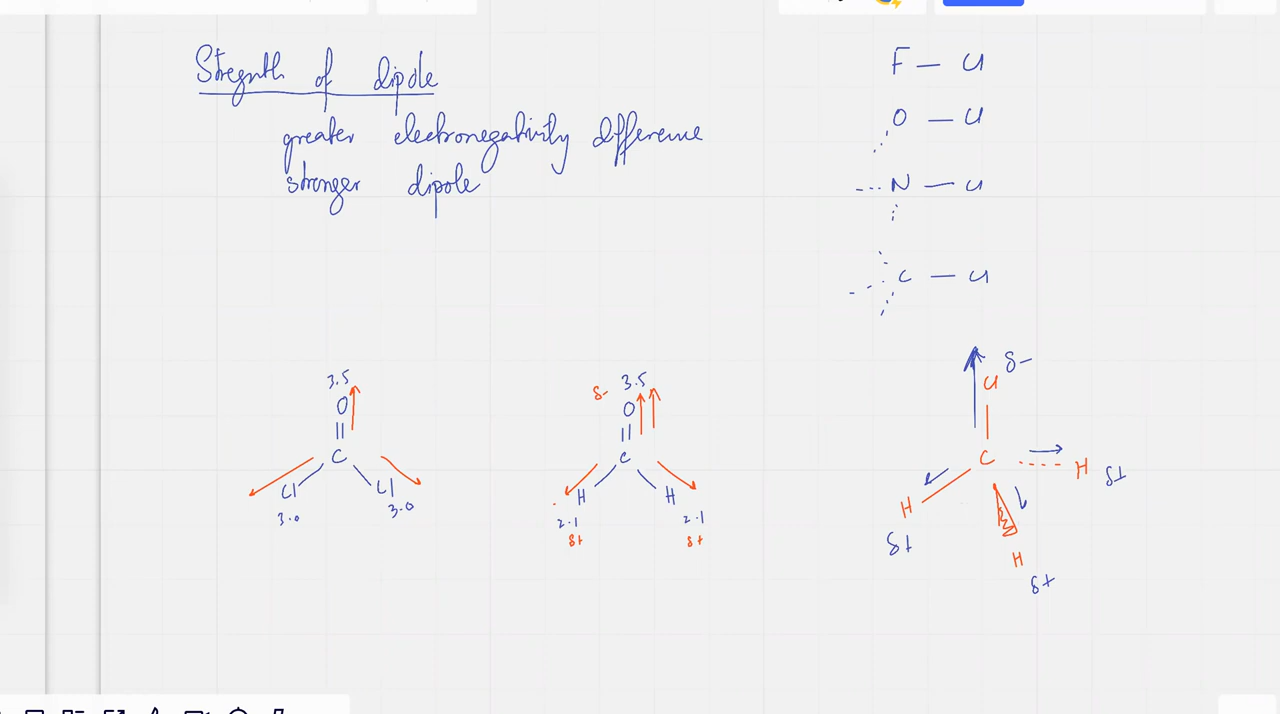 Stregnth of dipole
greater electronegativity difference
stronger dipole
F — Cl
O — Cl
N — Cl
C — Cl
3.5
O
C
Cl Cl
3.0 3.0
δ- 3.5
O
C
H H
2.1 2.1
δ+ δ+
δ-
Cl
C
H δ+
H
δ+
H
δ+